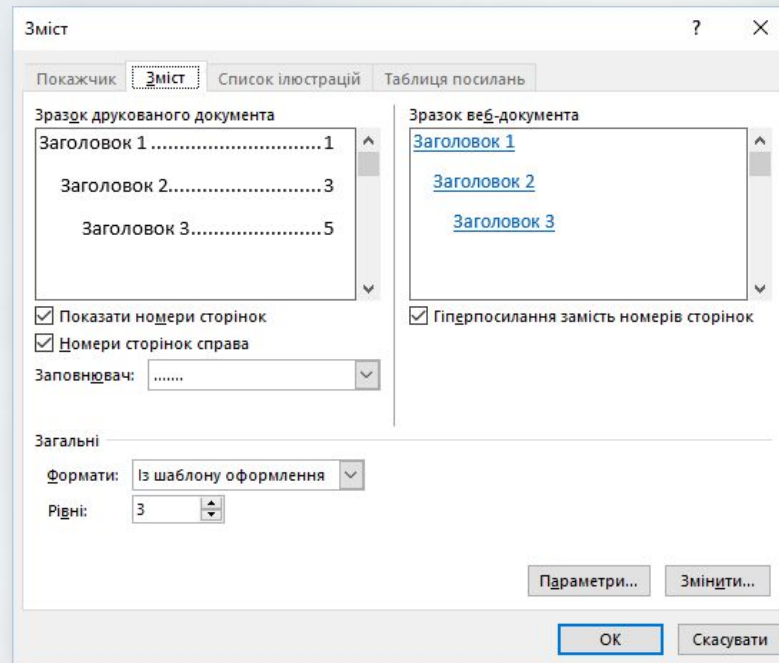 Зміст
?
Покажчик Зміст Список ілюстрацій Таблиця посилань
Зразок друкованого документа
Заголовок 1..............................1
Заголовок 2...........................3
Заголовок 3.......................5
Показати номери сторінок
Номери сторінок справа
Заповнювач: .......
Зразок веб-документа
Заголовок 1
Заголовок 2
Заголовок 3
Гіперпосилання замість номерів сторінок
Загальні
Формати: Із шаблону оформлення
Рівні: 3
Параметри... Змінити...
ОК Скасувати